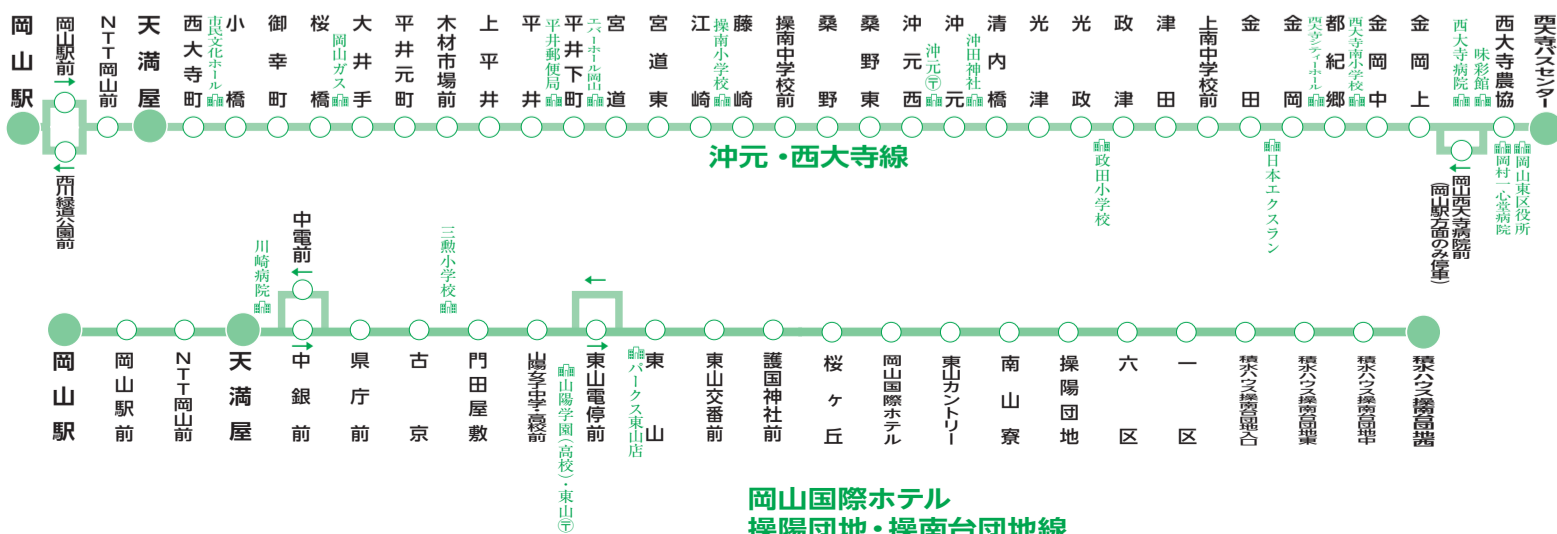 岡山駅
岡山駅前
西川緑道公園前
NTT岡山前
天満屋
西大寺町
市民文化ホール
小橋
御幸町
桜橋
岡山ガス
大井手
平井元町
木材市場前
上平井
平井
平井郵便局
平井下町
エバーホール岡山
宮道
宮道東
江崎
操南小学校
藤崎
操南中学校前
桑野
桑野東
沖元西
沖元〒
沖元
沖田神社
清内橋
光津
光政
政田小学校
政津
津田
上南中学校前
金田
日本エクスラン
金岡
西大寺シティーホール
都紀郷
西大寺南小学校
金岡中
金岡上
岡山西大寺病院前
(岡山駅方面のみ停車)
西大寺病院
味彩館
西大寺農協
岡村一心堂病院
岡山東区役所
西大寺バスセンター
沖元・西大寺線
岡山駅
岡山駅前
NTT岡山前
天満屋
川崎病院
中電前
中銀前
県庁前
古京
三勲小学校
門田屋敷
山陽女子中学・高校前
山陽学園(高校)・東山〒
東山電停前
パークス東山店
東山
東山交番前
護国神社前
桜ヶ丘
岡山国際ホテル
東山カントリー
南山寮
操陽団地
六区
一区
積水ハウス操南台団地入口
積水ハウス操南台団地東
積水ハウス操南台団地中
積水ハウス操南台団地西
岡山国際ホテル
操陽団地・操南台団地線